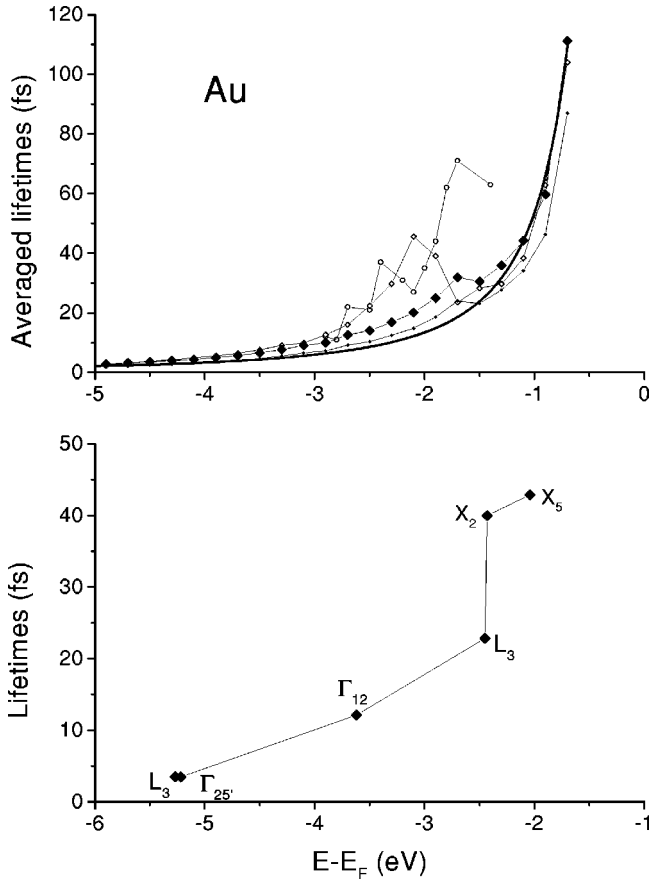 120
100
80
60
40
20
0
Averaged lifetimes (fs)
Au
-5 -4 -3 -2 -1 0
50
40
30
20
10
0
Lifetimes (fs)
X₂
X₅
L₃
Γ₁₂
L₃
Γ₂₅'
-6 -5 -4 -3 -2 -1
E-E_F (eV)